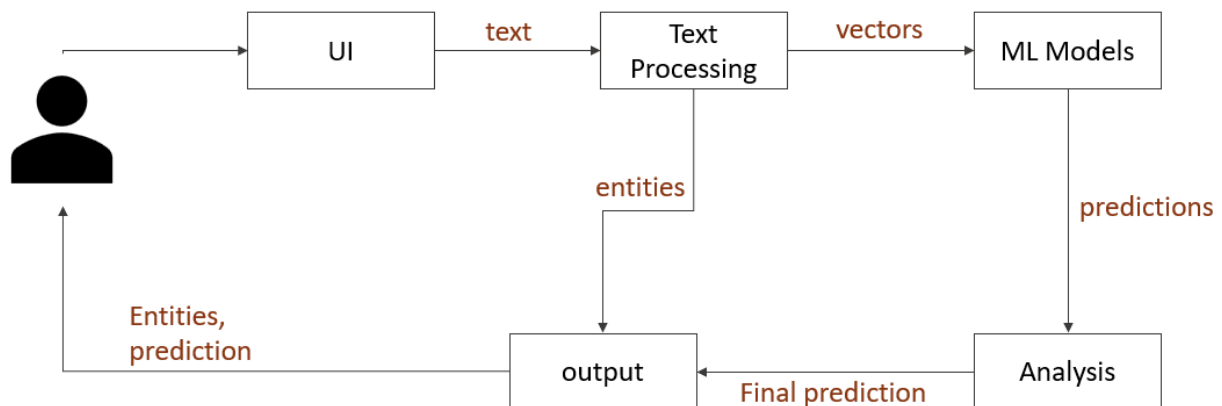 UI
text
Text
Processing
vectors
ML Models
entities
predictions
Entities,
prediction
output
Final prediction
Analysis